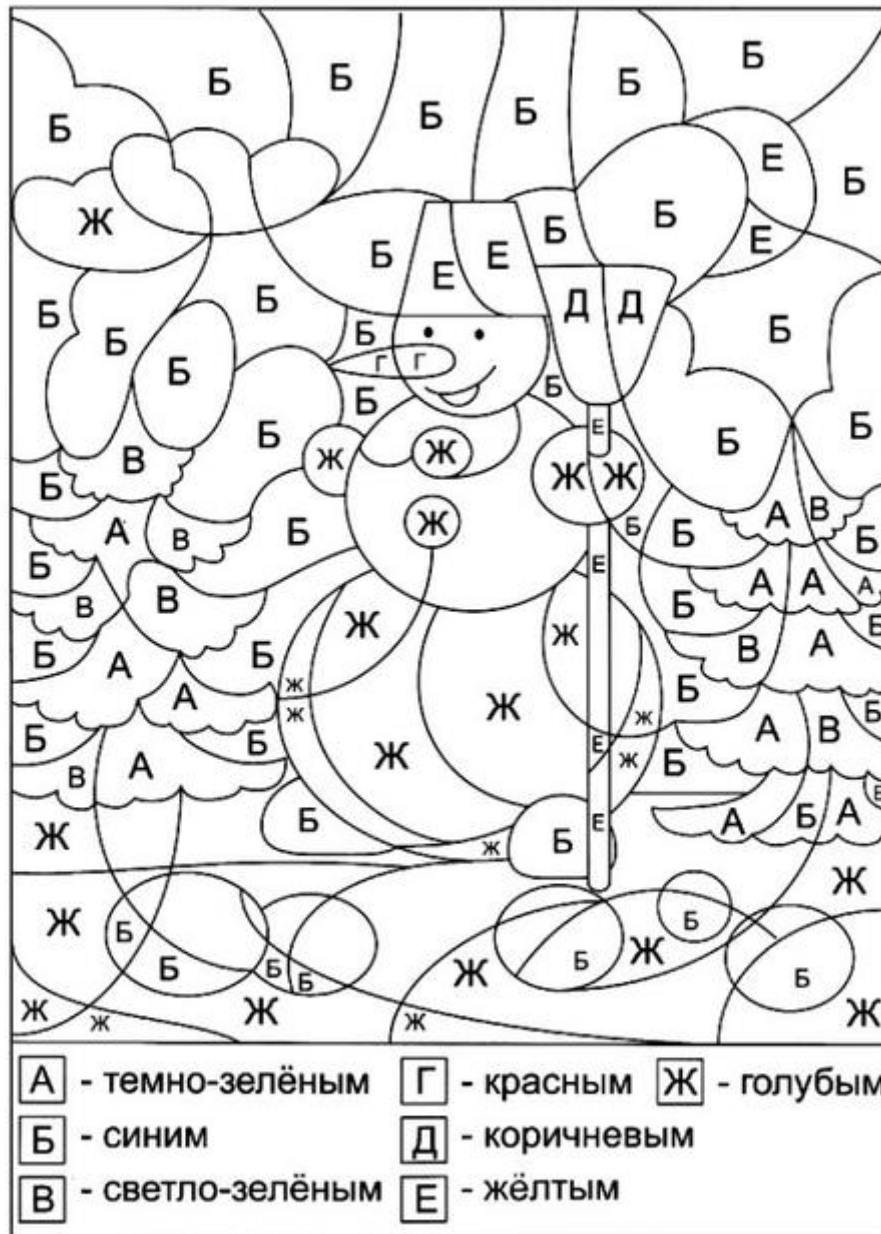 Б
Б Б Б
Б Б Б
Е
Б
Ж Б
Б Е
Б Е Е
Б Б Д Д
Б Б Б
Б Г Г
Б Б Б
Б Е Б Б
В Ж Ж Ж Ж
Б
А В Б Ж Б Б А В Б
Б Е А А А
В В Ж Б Б
Б А Б Ж В А
А Ж Ж Б
Ж Ж Ж Б
Б Б Е А В
В А Ж Ж Б Б
Б Е А Б А
Ж Ж Б
Ж Б Б Ж Ж
Б Б Б Ж Б Б
Ж Ж Ж Ж Ж
А - темно-зелёным Г - красным Ж - голубым
Б - синим Д - коричневым
В - светло-зелёным Е - жёлтым